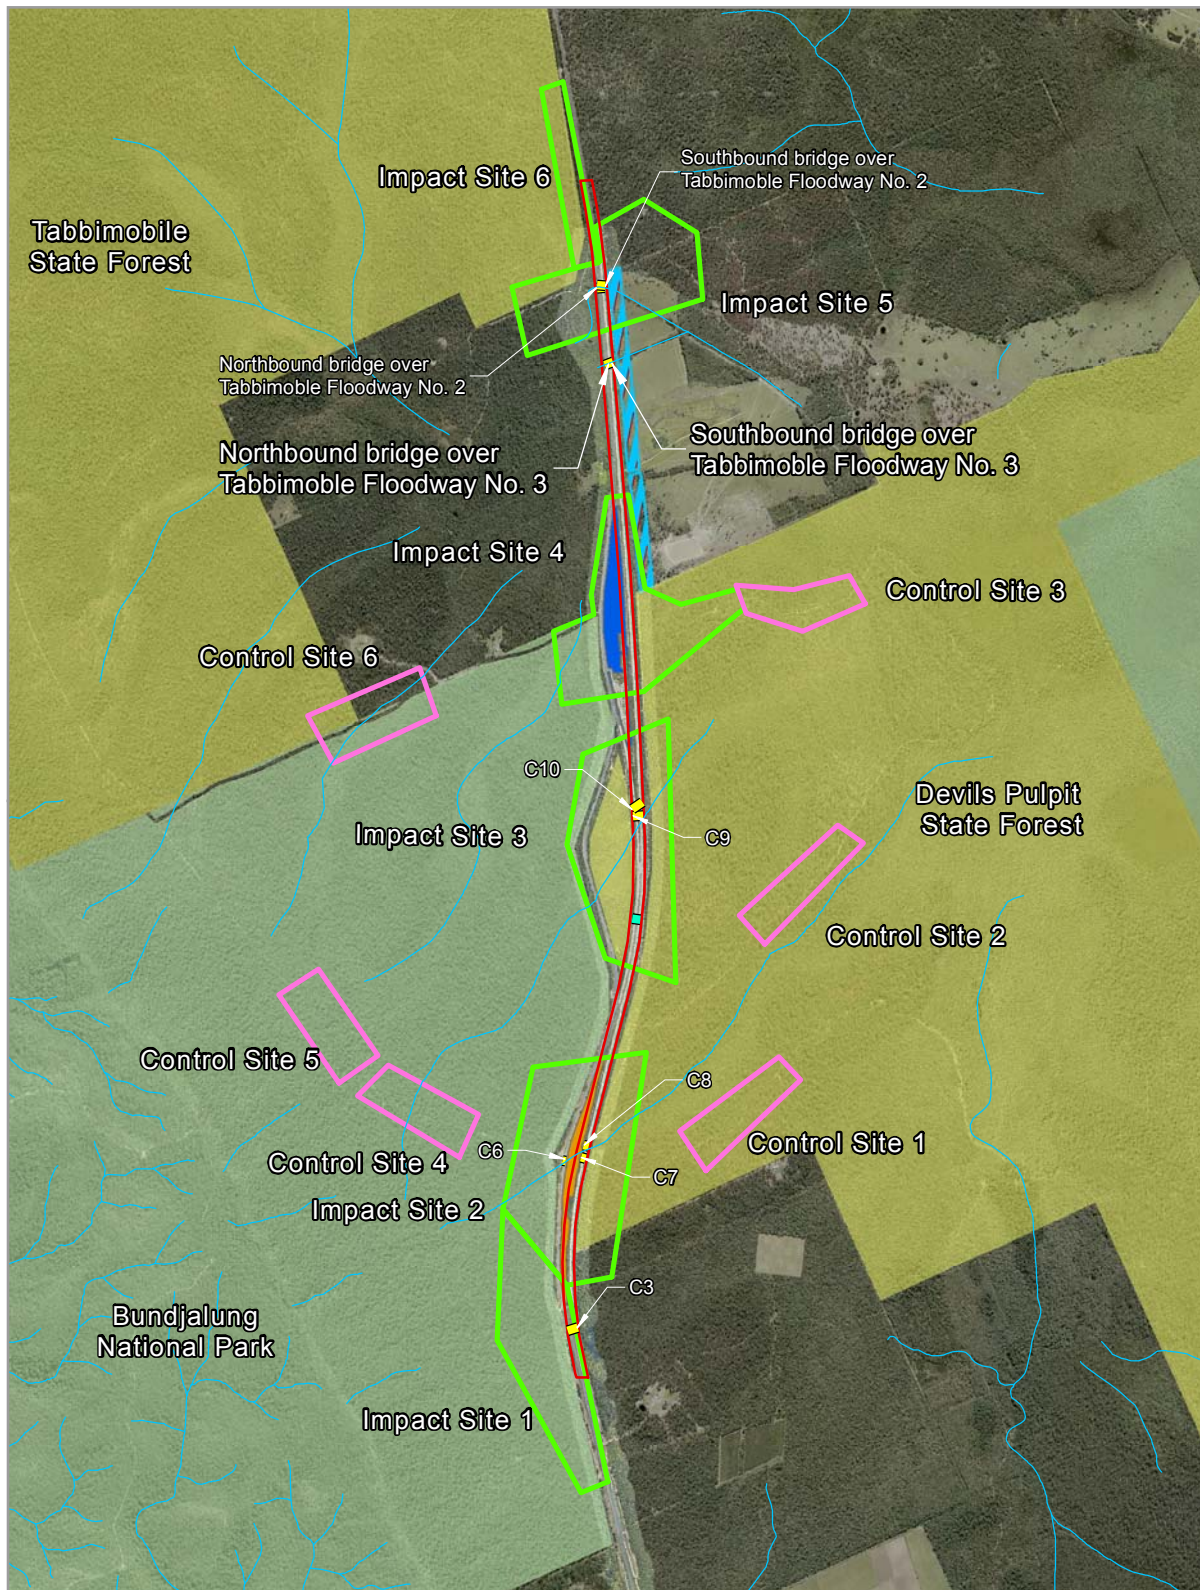 Southbound bridge over
Tabbimoble Floodway No. 2
Impact Site 6
Tabbimobile
State Forest
Impact Site 5
Northbound bridge over
Tabbimoble Floodway No. 2
Southbound bridge over
Tabbimoble Floodway No. 3
Northbound bridge over
Tabbimoble Floodway No. 3
Impact Site 4
Control Site 3
Control Site 6
C10
Devils Pulpit
State Forest
Impact Site 3
C9
Control Site 2
Control Site 5
C8
C6
Control Site 1
Control Site 4
C7
Impact Site 2
C3
Bundjalung
National Park
Impact Site 1